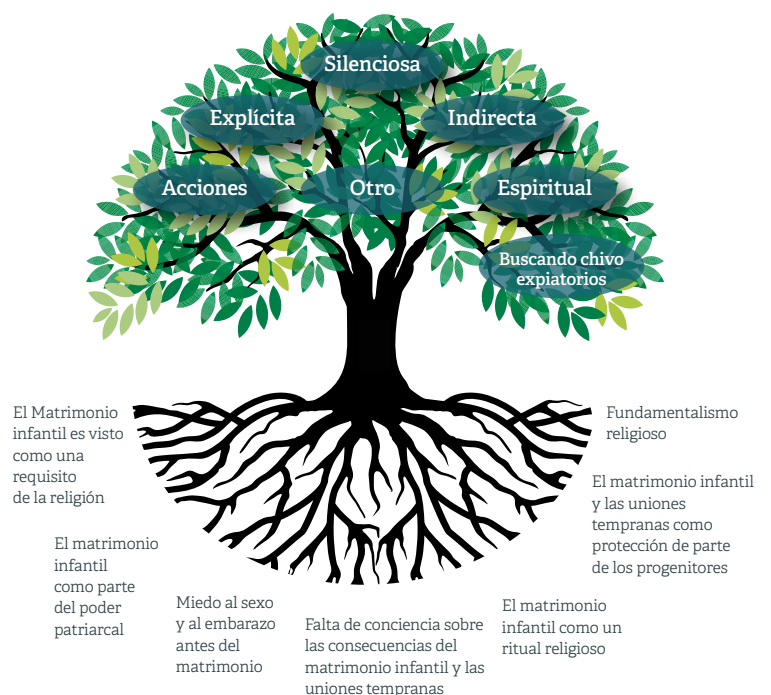 Silenciosa
Explícita
Indirecta
Acciones
Otro
Espiritual
Buscando chivo
expiatorios
El Matrimonio
infantil es visto
como una
requisito
de la religión
Fundamentalismo
religioso
El matrimonio infantil
y las uniones
tempranas como
protección de parte
de los progenitores
El matrimonio
infantil
como parte
del poder
patriarcal
Miedo al sexo
y al embarazo
antes del
matrimonio
Falta de conciencia sobre
las consecuencias del
matrimonio infantil y las
uniones tempranas
El matrimonio
infantil como un
ritual religioso